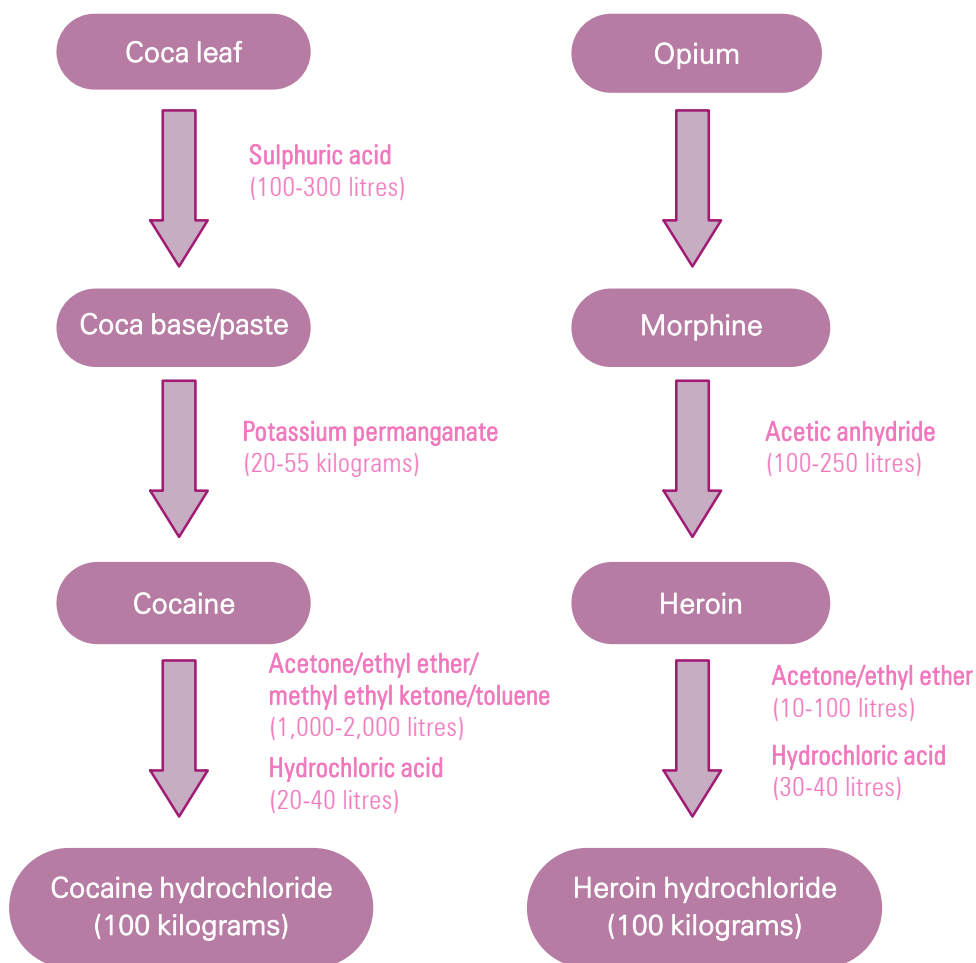 Coca leaf
Sulphuric acid
(100-300 litres)
Coca base/paste
Potassium permanganate
(20-55 kilograms)
Cocaine
Acetone/ethyl ether/
methyl ethyl ketone/toluene
(1,000-2,000 litres)
Hydrochloric acid
(20-40 litres)
Cocaine hydrochloride
(100 kilograms)
Opium
Morphine
Acetic anhydride
(100-250 litres)
Heroin
Acetone/ethyl ether
(10-100 litres)
Hydrochloric acid
(30-40 litres)
Heroin hydrochloride
(100 kilograms)